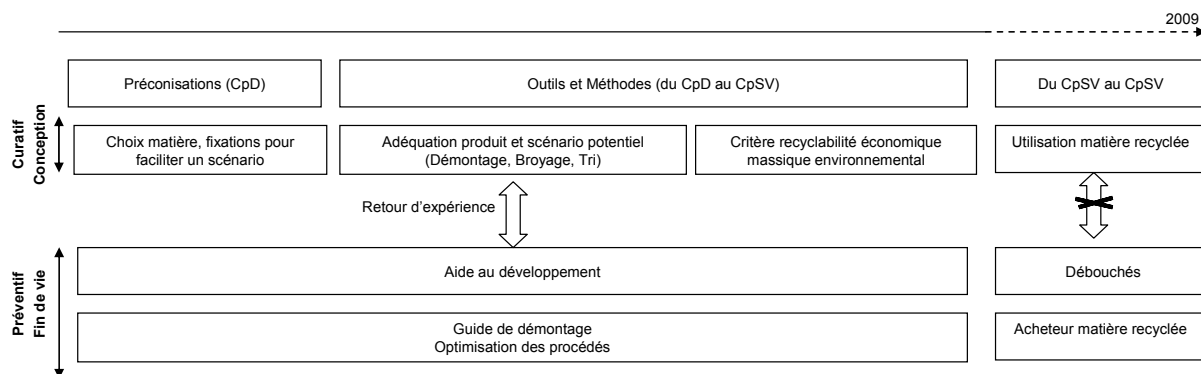 2009
Préconisations (CpD)
Outils et Méthodes (du CpD au CpSV)
Du CpSV au CpSV
Curatif
Conception
Choix matière, fixations pour
faciliter un scénario
Adéquation produit et scénario potentiel
(Démontage, Broyage, Tri)
Critère recyclabilité économique
massique environnemental
Utilisation matière recyclée
Retour d'expérience
Préventif
Fin de vie
Aide au développement
Débouchés
Guide de démontage
Optimisation des procédés
Acheteur matière recyclée